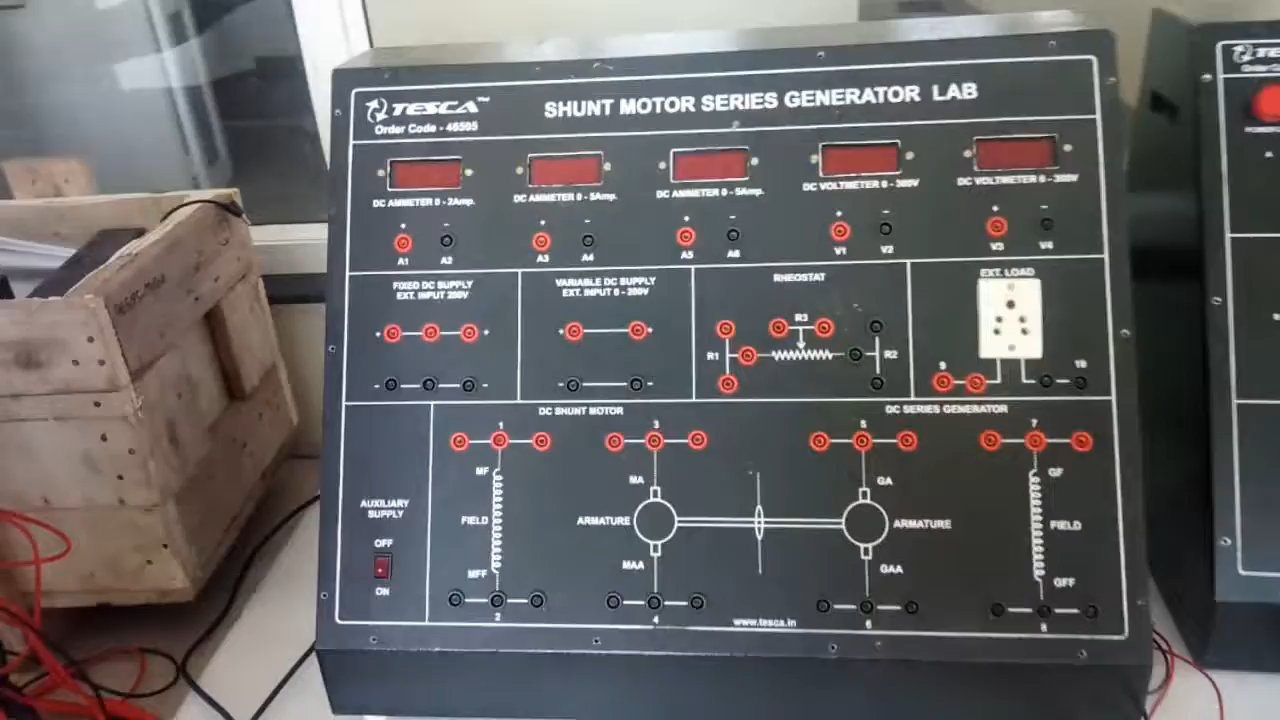 TESCA™
Order Code - 46595
SHUNT MOTOR SERIES GENERATOR LAB
DC AMMETER 0 - 2Amp.
DC AMMETER 0 - 5Amp.
DC AMMETER 0 - 5Amp.
DC VOLTMETER 0 - 300V
DC VOLTMETER 0 - 300V
+ -
A1 A2
+ -
A3 A4
+ -
A5 A6
+ -
V1 V2
+ -
V3 V4
FIXED DC SUPPLY
EXT. INPUT 200V
+ +
- -
VARIABLE DC SUPPLY
EXT. INPUT 0 - 200V
+ +
- -
RHEOSTAT
R3
R1
R2
EXT. LOAD
9
10
AUXILIARY
SUPPLY
OFF
ON
DC SHUNT MOTOR
1
MF
FIELD
MFF
2
3
MA
ARMATURE
MAA
4
DC SERIES GENERATOR
5
GA
ARMATURE
GAA
6
7
GF
FIELD
GFF
8
www.tesca.in